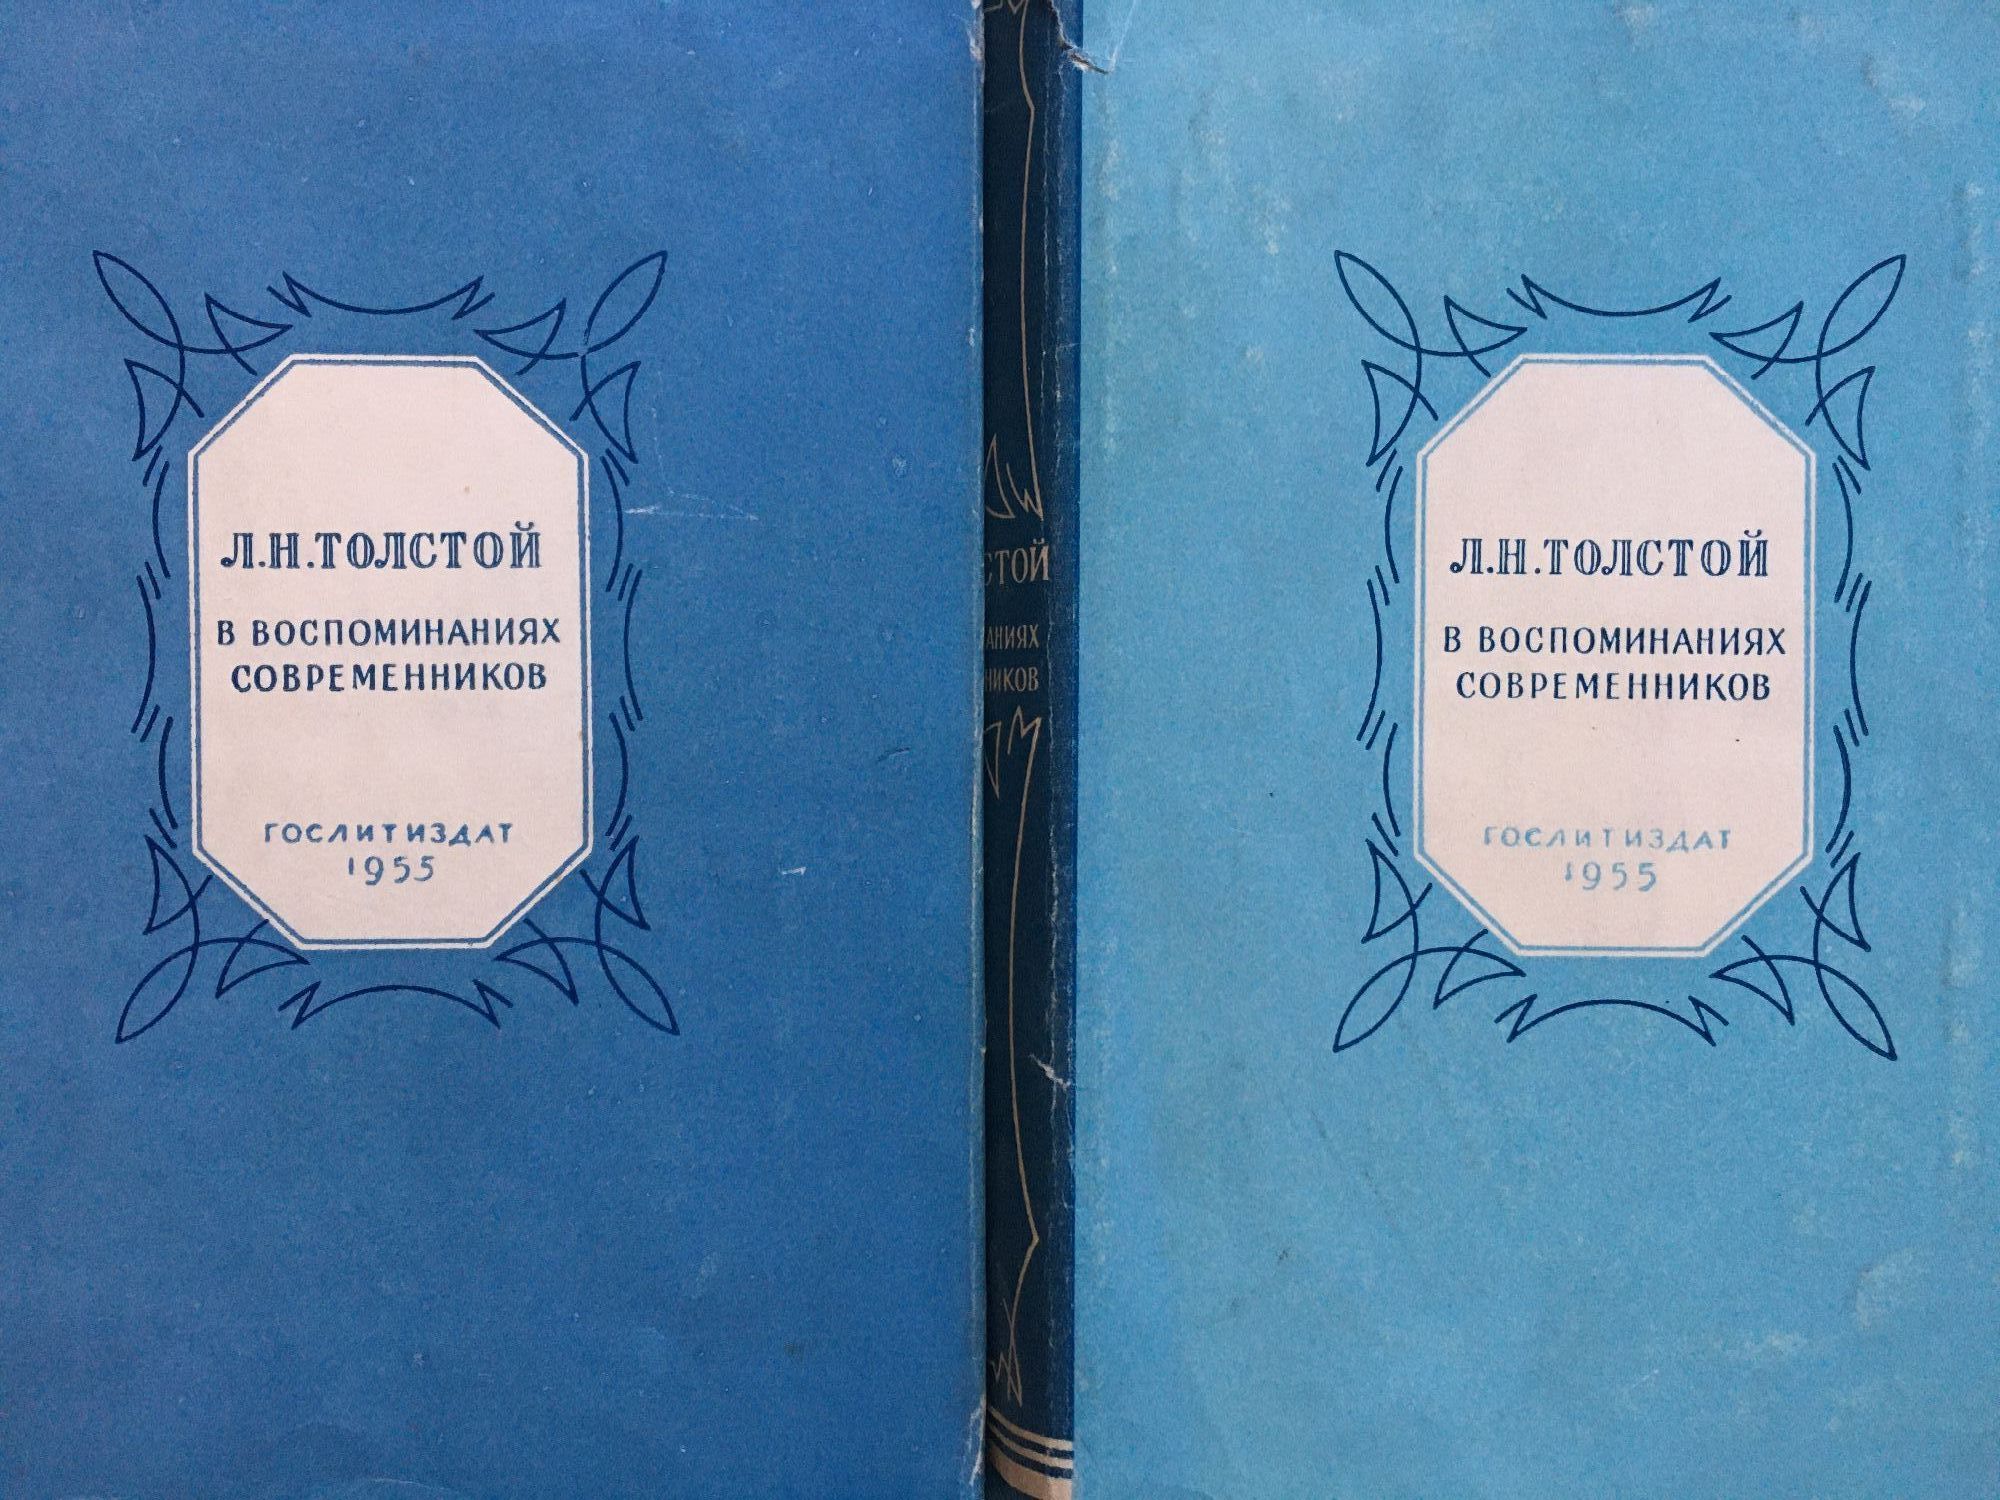 Л.Н.ТОЛСТОЙ
В ВОСПОМИНАНИЯХ
СОВРЕМЕННИКОВ
ГОСЛИТИЗДАТ
1955
СТОЙ
АНИЯХ
НИКОВ
Л.Н.ТОЛСТОЙ
В ВОСПОМИНАНИЯХ
СОВРЕМЕННИКОВ
ГОСЛИТИЗДАТ
1955